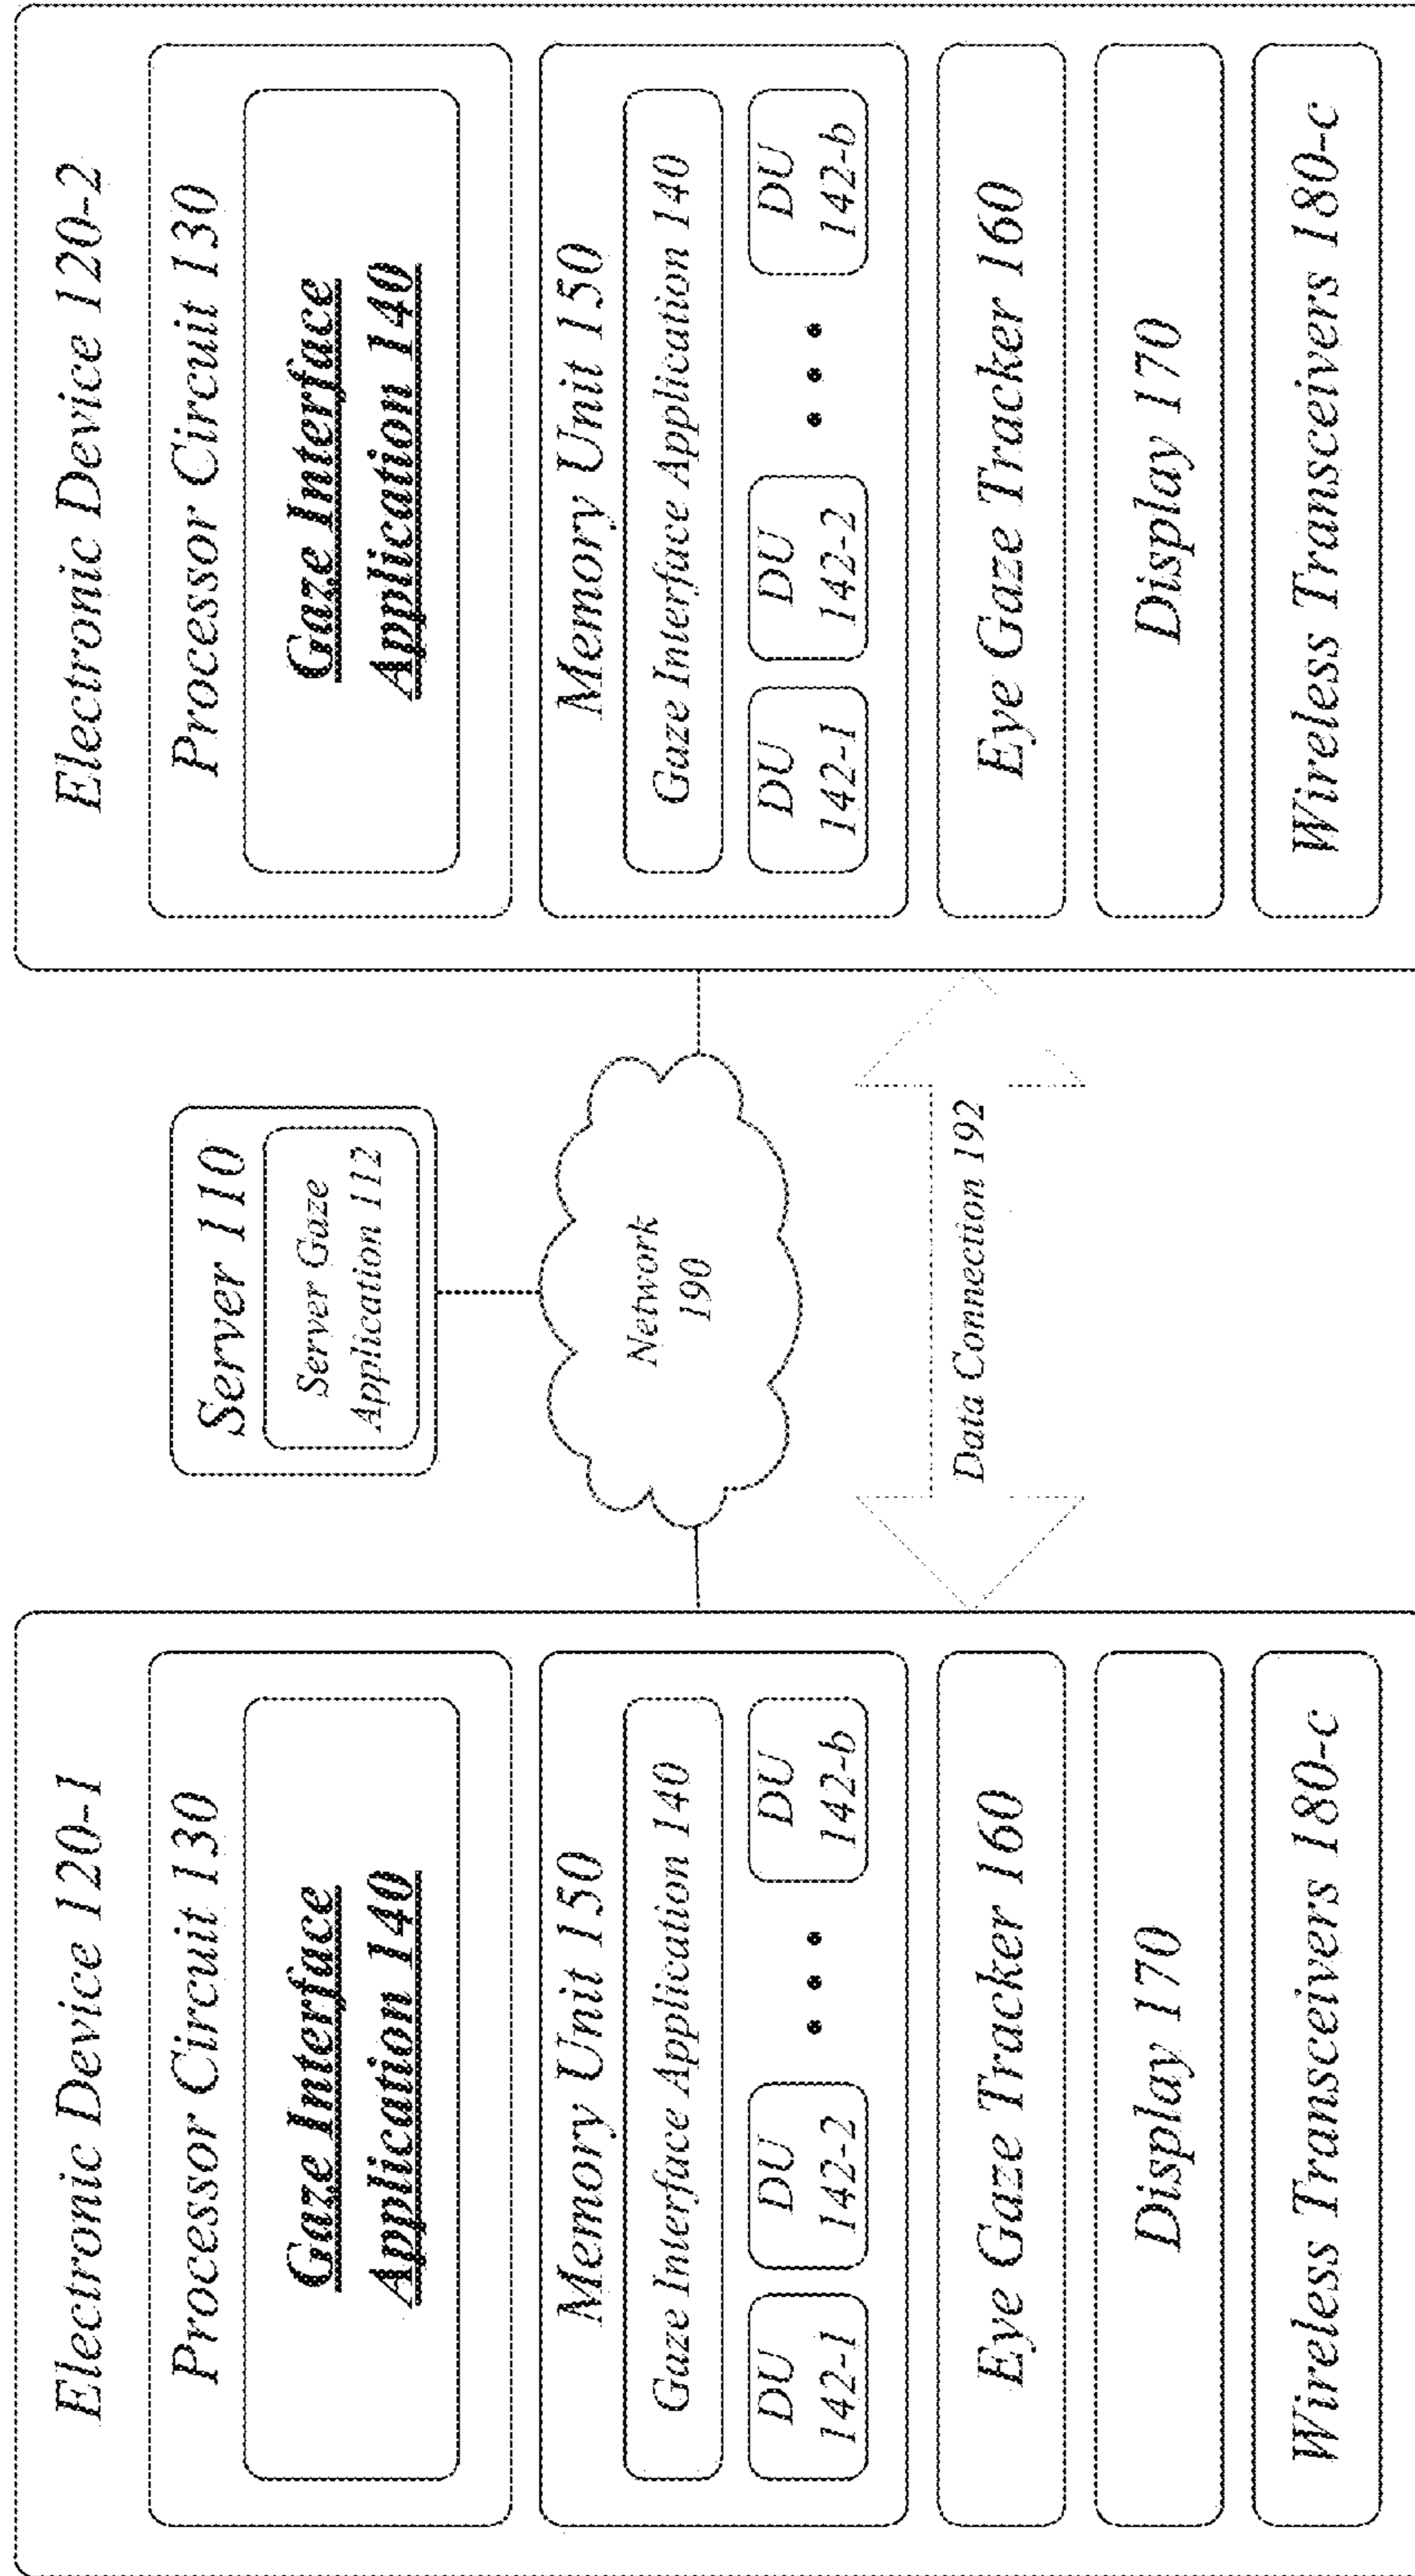 Electronic Device 120-1
Processor Circuit 130
Gaze Interface
Application 140
Memory Unit 150
Gaze Interface Application 140
DU
142-1
DU
142-2
• • •
DU
142-b
Eye Gaze Tracker 160
Display 170
Wireless Transceivers 180-c
Server 110
Server Gaze
Application 112
Network
190
Data Connection 192
Electronic Device 120-2
Processor Circuit 130
Gaze Interface
Application 140
Memory Unit 150
Gaze Interface Application 140
DU
142-1
DU
142-2
• • •
DU
142-b
Eye Gaze Tracker 160
Display 170
Wireless Transceivers 180-c